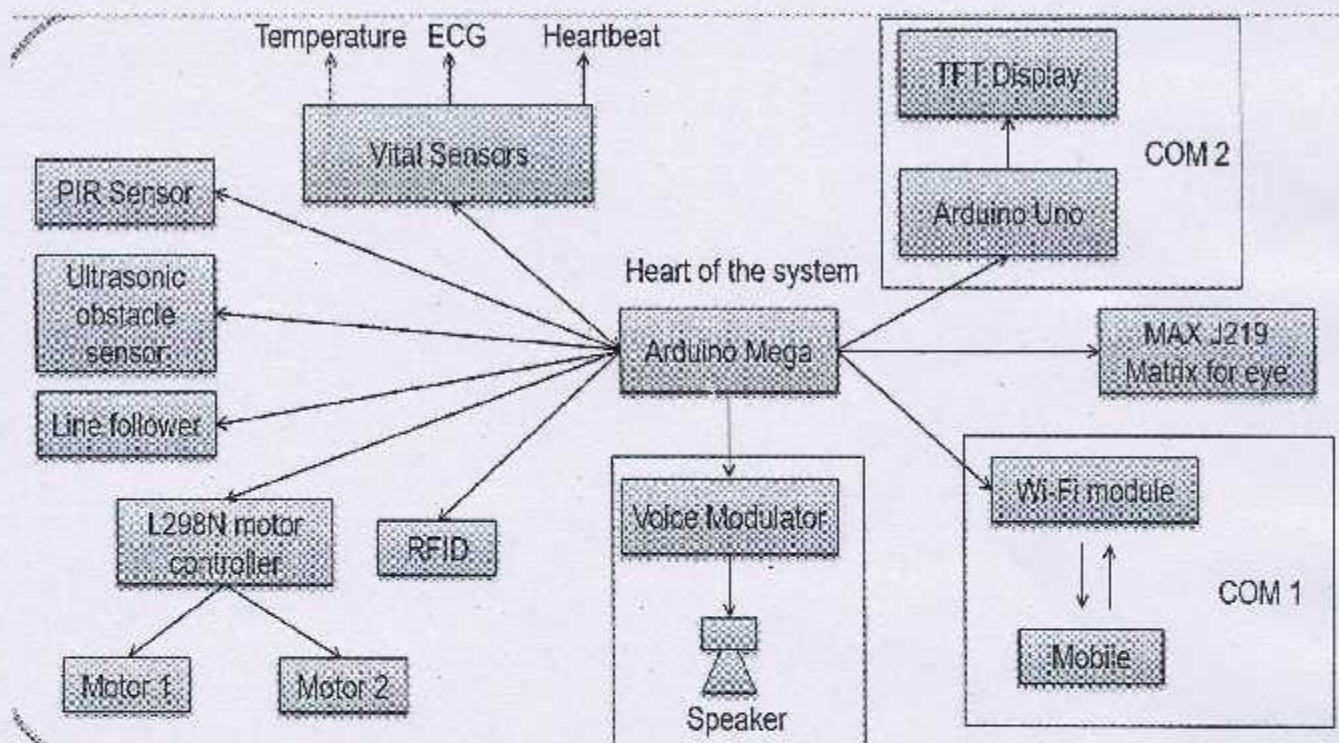 Temperature ECG Heartbeat
Vital Sensors
PIR Sensor
Ultrasonic
obstacle
sensor
Line follower
L298N motor
controller
Motor 1
Motor 2
RFID
Heart of the system
Arduino Mega
Voice Modulator
Speaker
TFT Display
COM 2
Arduino Uno
MAX J219
Matrix for eye
Wi-Fi module
COM 1
Mobile